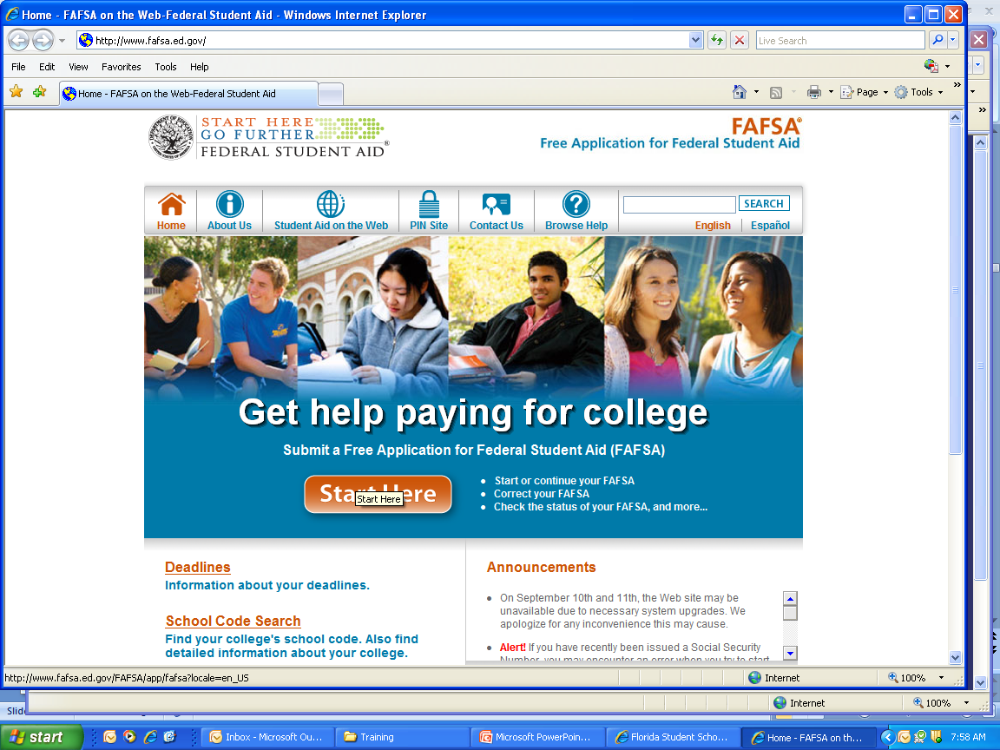 Home - FAFSA on the Web-Federal Student Aid - Windows Internet Explorer
http://www.fafsa.ed.gov/
Live Search
File Edit View Favorites Tools Help
Home - FAFSA on the Web-Federal Student Aid
Page Tools
START HERE
GO FURTHER
FEDERAL STUDENT AID®
FAFSA®
Free Application for Federal Student Aid
Home About Us Student Aid on the Web PIN Site Contact Us Browse Help
SEARCH
English Español
Get help paying for college
Submit a Free Application for Federal Student Aid (FAFSA)
Start Here
Start Here
• Start or continue your FAFSA
• Correct your FAFSA
• Check the status of your FAFSA, and more...
Deadlines
Information about your deadlines.
School Code Search
Find your college's school code. Also find
detailed information about your college.
Announcements
• On September 10th and 11th, the Web site may be
unavailable due to necessary system upgrades. We
apologize for any inconvenience this may cause.
• Alert! If you have recently been issued a Social Security
Number, you may encounter an error when you try to start
http://www.fafsa.ed.gov/FAFSA/app/fafsa?locale=en_US
Internet
100%
Slid
Internet
100%
start
Inbox - Microsoft Ou...
Training
Microsoft PowerPoin...
Florida Student Scho...
Home - FAFSA on th...
7:58 AM